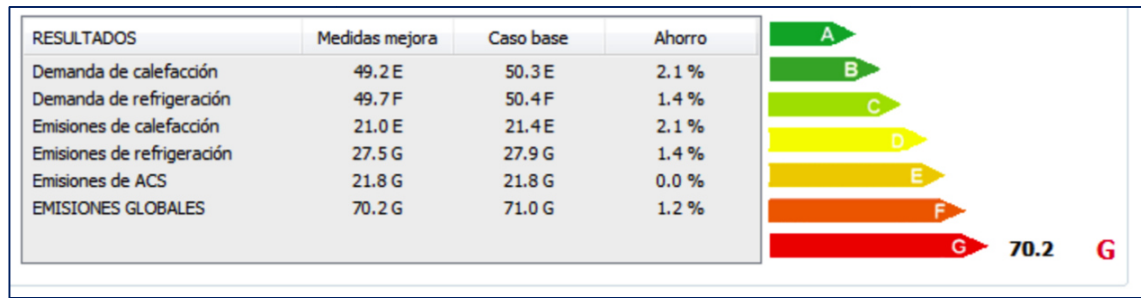 RESULTADOS Medidas mejora Caso base Ahorro
Demanda de calefacción 49.2 E 50.3 E 2.1 %
Demanda de refrigeración 49.7 F 50.4 F 1.4 %
Emisiones de calefacción 21.0 E 21.4 E 2.1 %
Emisiones de refrigeración 27.5 G 27.9 G 1.4 %
Emisiones de ACS 21.8 G 21.8 G 0.0 %
EMISIONES GLOBALES 70.2 G 71.0 G 1.2 %
A
B
C
D
E
F
G 70.2 G